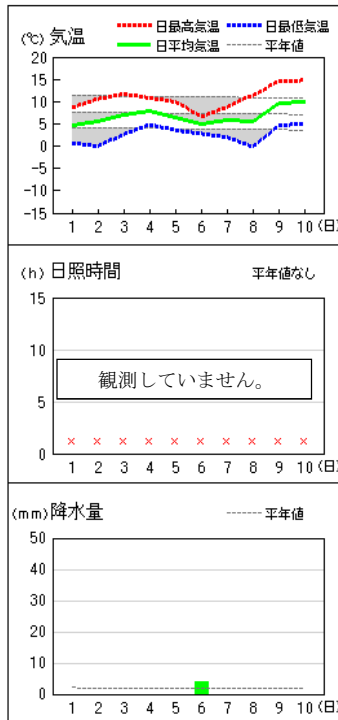 (℃) 気温 日最高気温 日最低気温
日平均気温 平年値
20
15
10
5
0
-5
-10
-15
1 2 3 4 5 6 7 8 9 10 (日)
(h) 日照時間 平年値なし
15
10
観測していません。
5
0
× × × × × × × × × ×
1 2 3 4 5 6 7 8 9 10 (日)
(mm) 降水量 平年値
50
40
30
20
10
0
1 2 3 4 5 6 7 8 9 10 (日)